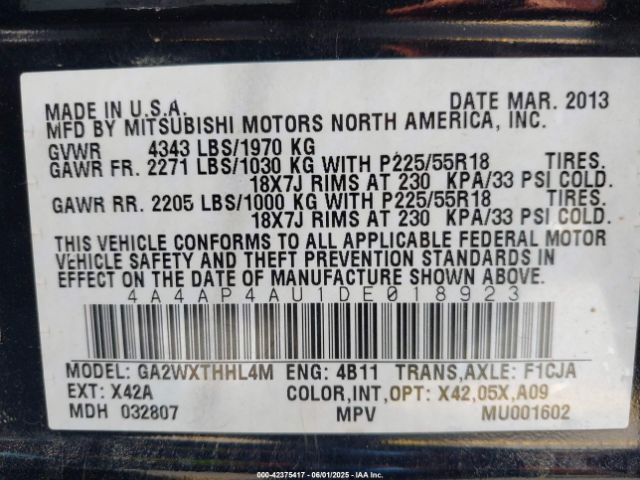 MADE IN U.S.A. DATE MAR. 2013
MFD BY MITSUBISHI MOTORS NORTH AMERICA, INC.
GVWR 4343 LBS/1970 KG
GAWR FR. 2271 LBS/1030 KG WITH P225/55R18 TIRES.
18X7J RIMS AT 230 KPA/33 PSI COLD.
GAWR RR. 2205 LBS/1000 KG WITH P225/55R18 TIRES.
18X7J RIMS AT 230 KPA/33 PSI COLD.
THIS VEHICLE CONFORMS TO ALL APPLICABLE FEDERAL MOTOR
VEHICLE SAFETY AND THEFT PREVENTION STANDARDS IN
EFFECT ON THE DATE OF MANUFACTURE SHOWN ABOVE.
4A4AP4AU1DE018923
MODEL: GA2WXTHHL4M ENG: 4B11 TRANS,AXLE: F1CJA
EXT: X42A COLOR,INT,OPT: X42,05X,A09
MDH 032807 MPV MU001602
000-42375417 - 06/01/2025 - IAAI